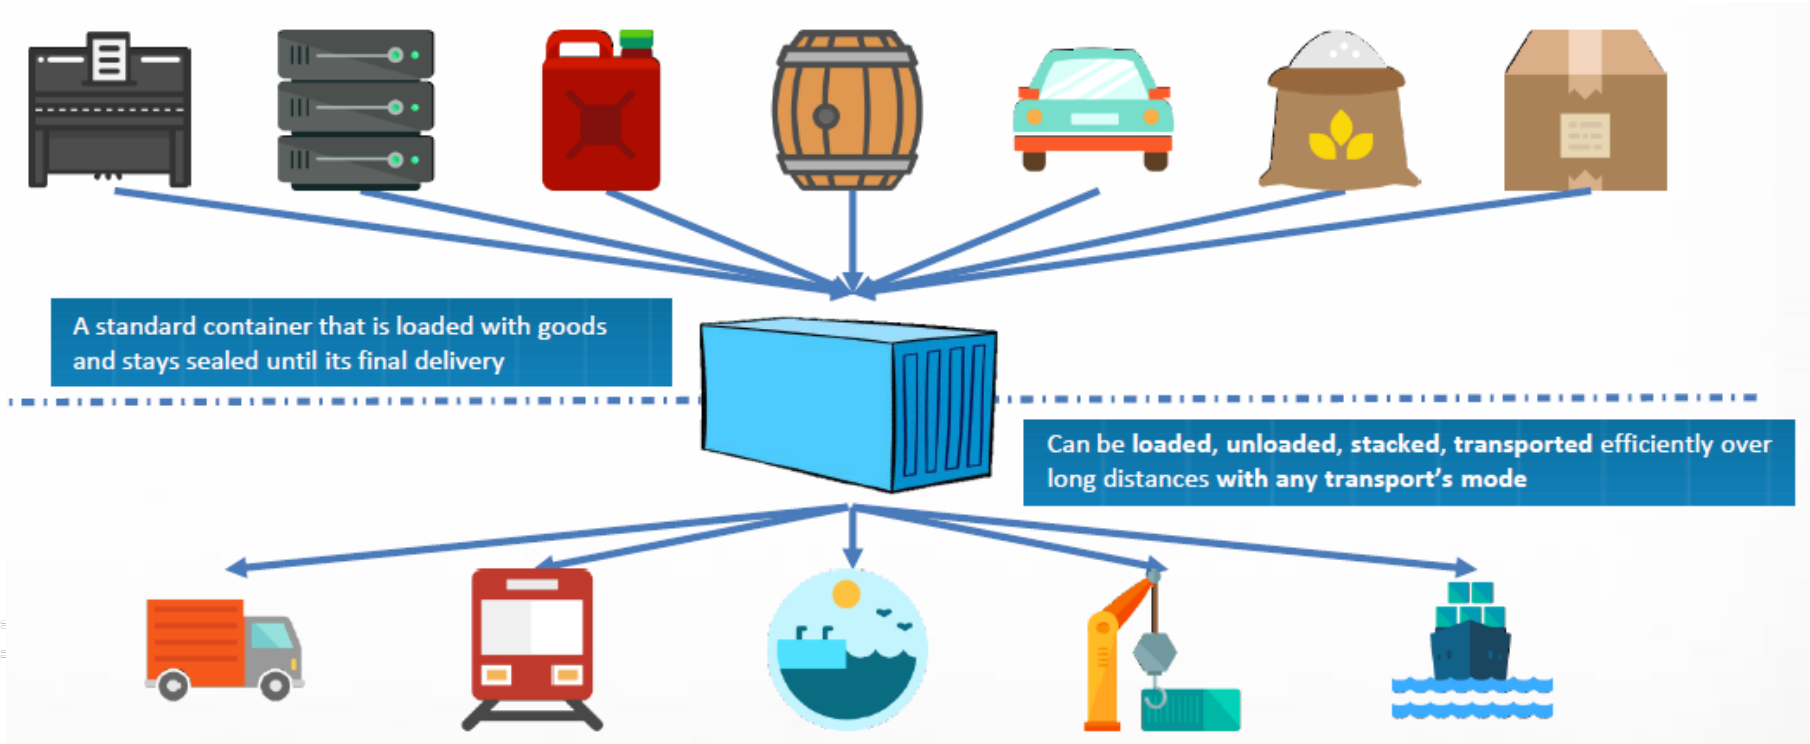 A standard container that is loaded with goods
and stays sealed until its final delivery
Can be loaded, unloaded, stacked, transported efficiently over
long distances with any transport's mode